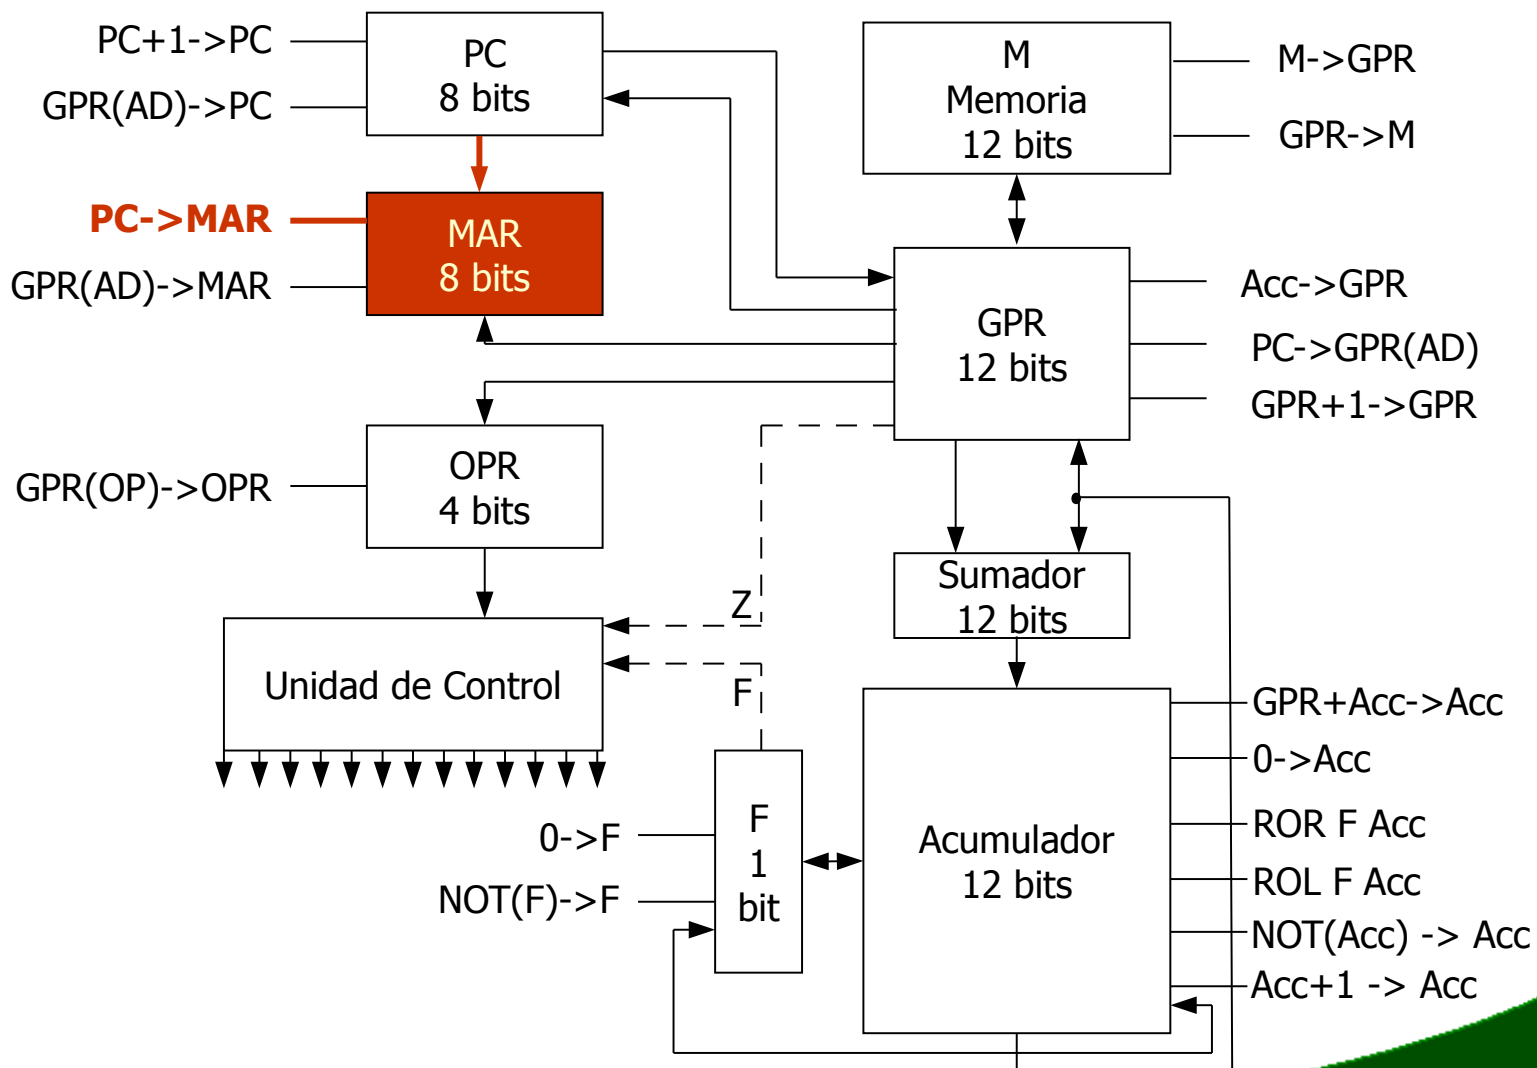 PC+1->PC
GPR(AD)->PC
PC
8 bits
M
Memoria
12 bits
M->GPR
GPR->M
PC->MAR
GPR(AD)->MAR
MAR
8 bits
GPR
12 bits
Acc->GPR
PC->GPR(AD)
GPR+1->GPR
GPR(OP)->OPR
OPR
4 bits
Sumador
12 bits
Z
F
Unidad de Control
0->F
NOT(F)->F
F
1
bit
Acumulador
12 bits
GPR+Acc->Acc
0->Acc
ROR F Acc
ROL F Acc
NOT(Acc) -> Acc
Acc+1 -> Acc